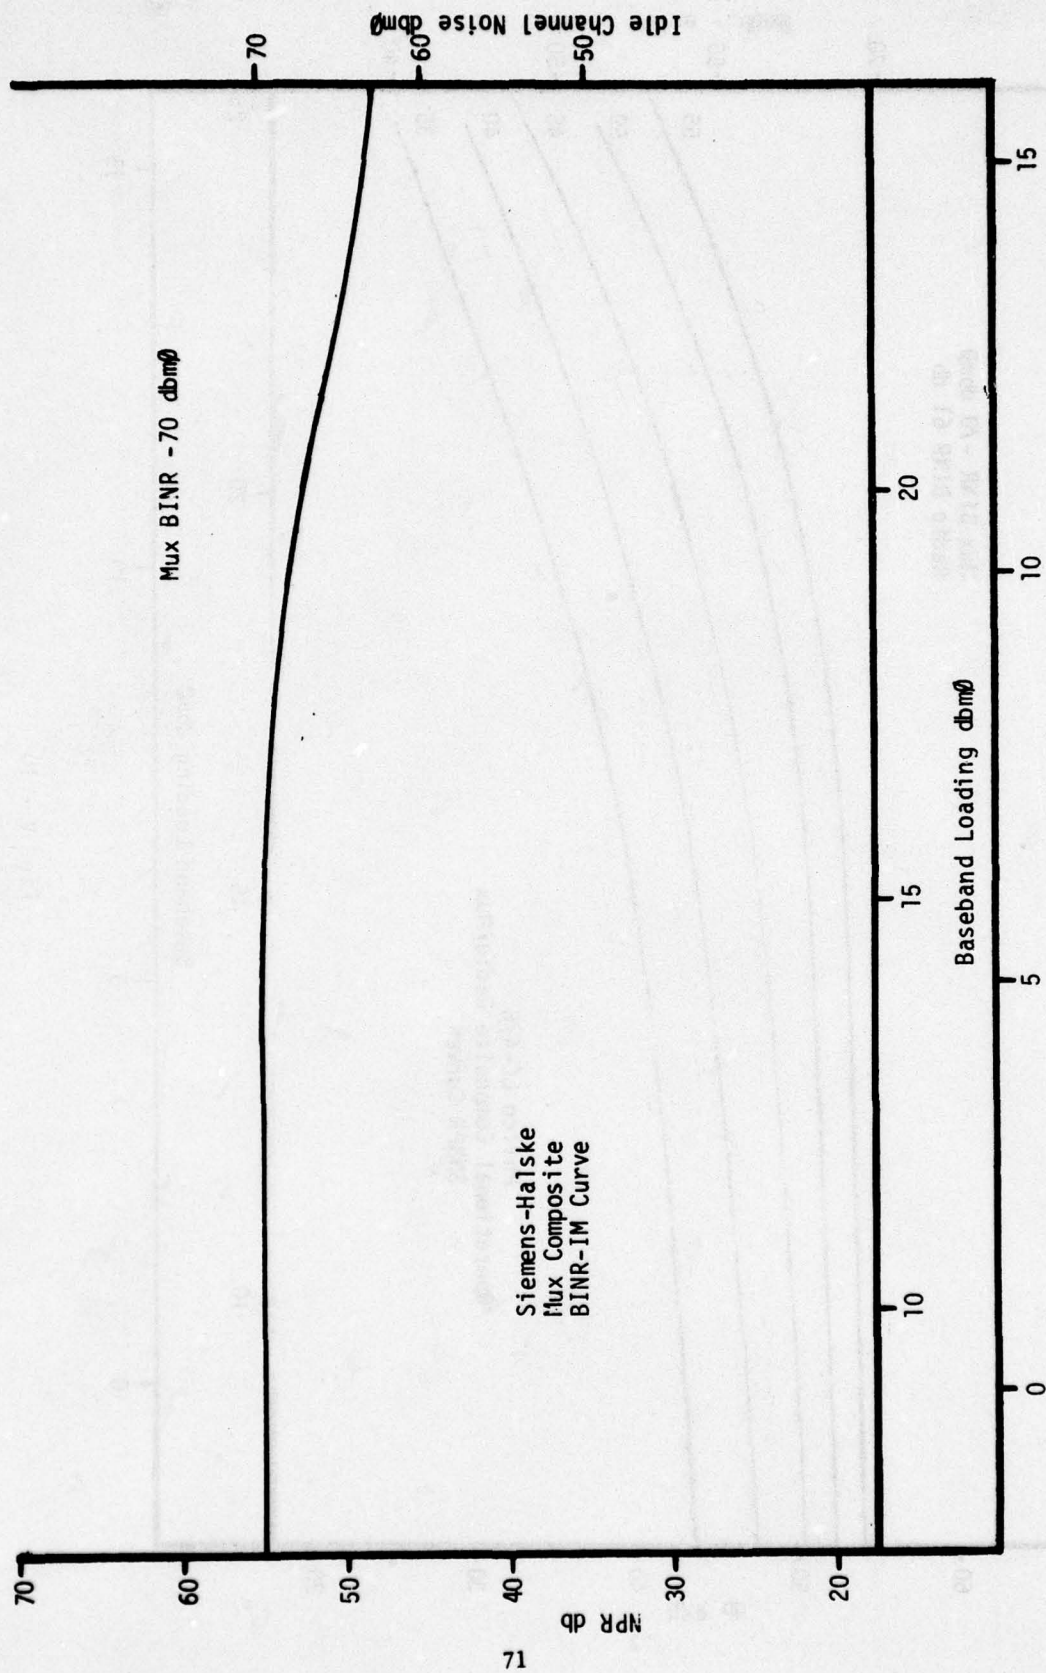 Mux BINR -70 dbmØ
Siemens-Halske
Mux Composite
BINR-IM Curve
NPR db
70
60
50
40
30
20
Idle Channel Noise dbmØ
-70
-60
-50
10
15
20
Baseband Loading dbmØ
0
5
10
15
71